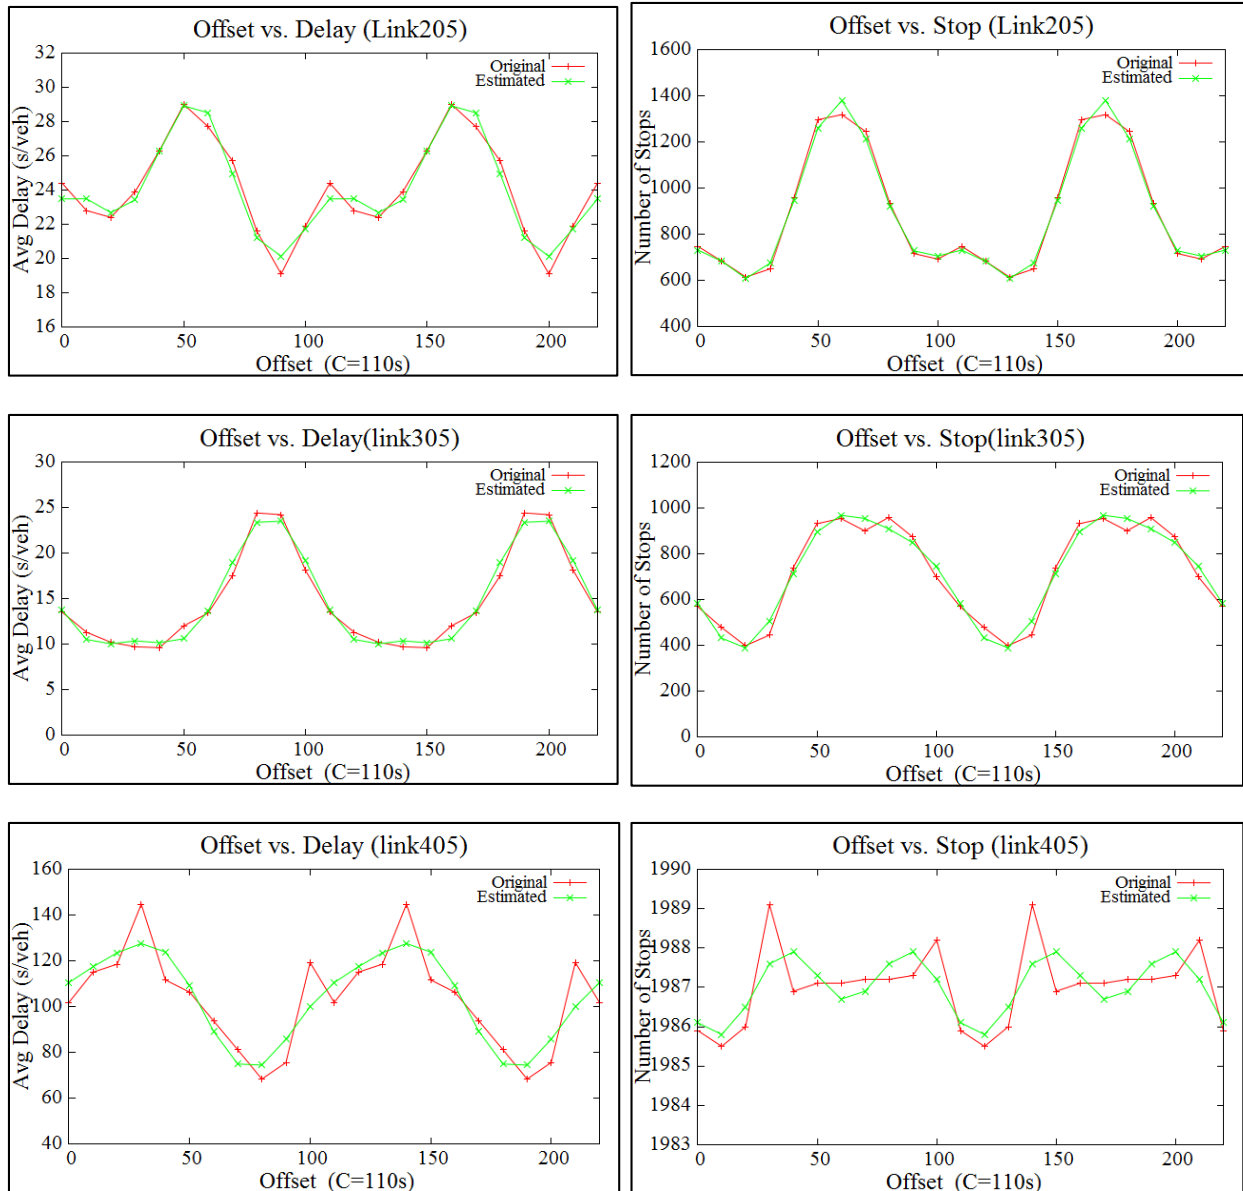 Offset vs. Delay (Link205)
32
30
28
26
24
22
20
18
16
Avg Delay (s/veh)
Original
Estimated
0 50 100 150 200
Offset (C=110s)
Offset vs. Stop (Link205)
1600
1400
1200
1000
800
600
400
Number of Stops
Original
Estimated
0 50 100 150 200
Offset (C=110s)
Offset vs. Delay(link305)
30
25
20
15
10
5
0
Avg Delay (s/veh)
Original
Estimated
0 50 100 150 200
Offset (C=110s)
Offset vs. Stop(link305)
1200
1000
800
600
400
200
0
Number of Stops
Original
Estimated
0 50 100 150 200
Offset (C=110s)
Offset vs. Delay (link405)
160
140
120
100
80
60
40
Avg Delay (s/veh)
Original
Estimated
0 50 100 150 200
Offset (C=110s)
Offset vs. Stop (link405)
1990
1989
1988
1987
1986
1985
1984
1983
Number of Stops
Original
Estimated
0 50 100 150 200
Offset (C=110s)